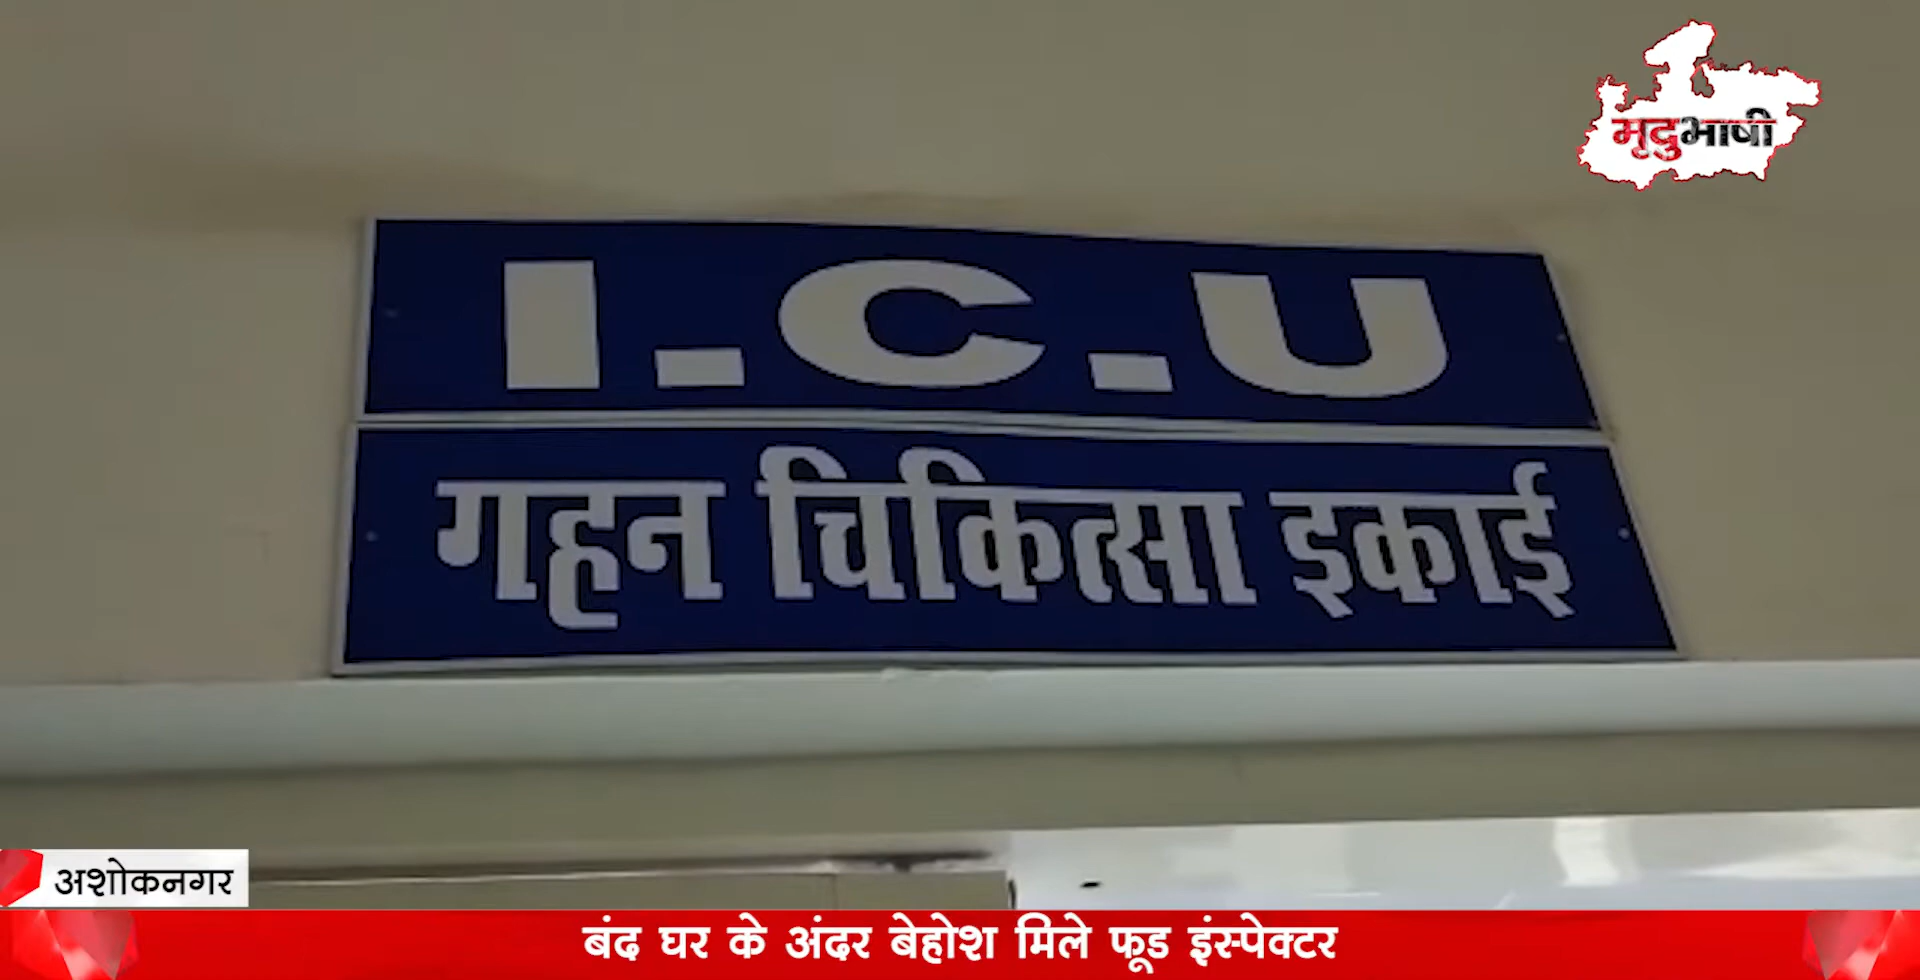 मृदुभाषी
I.C.U
गहन चिकित्सा इकाई
अशोकनगर
बंद घर के अंदर बेहोश मिले फूड इंस्पेक्टर